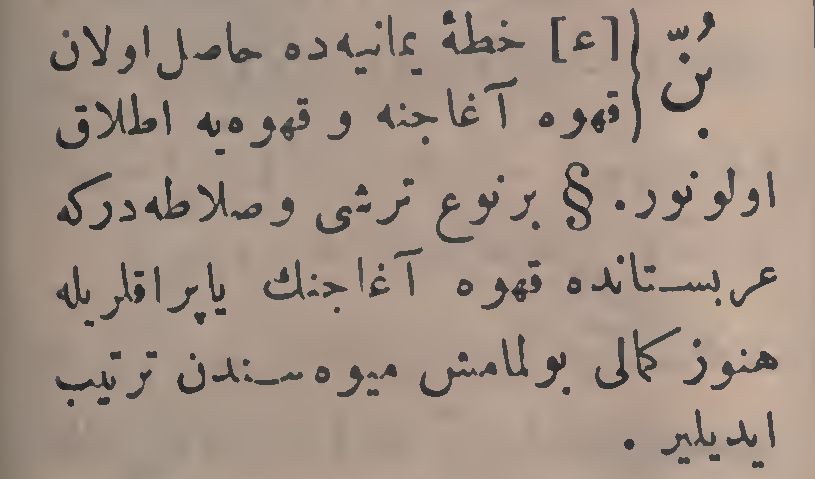 بُنّ {[ع] خطهٔ یمانیه‌ده حاصل اولان
قهوه آغاجنه و قهوه‌یه اطلاق
اولونور. § برنوع ترشی وصلاطه‌درکه
عربستانده قهوه آغاجنك یاپراقلریله
هنوز کمالی بولمامش میوه‌سندن ترتیب
ایدیلیر.